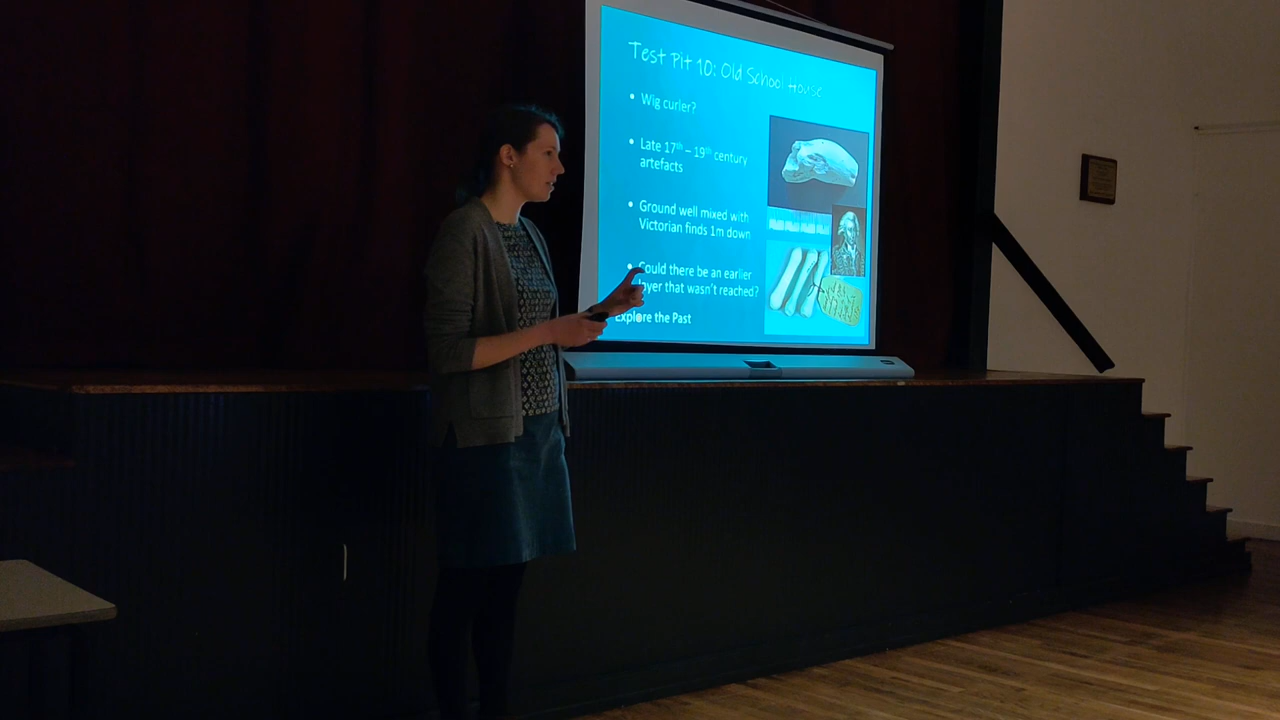 Test Pit 10: Old School House
• Wig curler?
• Late 17th – 19th century
artefacts
• Ground well mixed with
Victorian finds 1m down
• Could there be an earlier
layer that wasn't reached?
Explore the Past